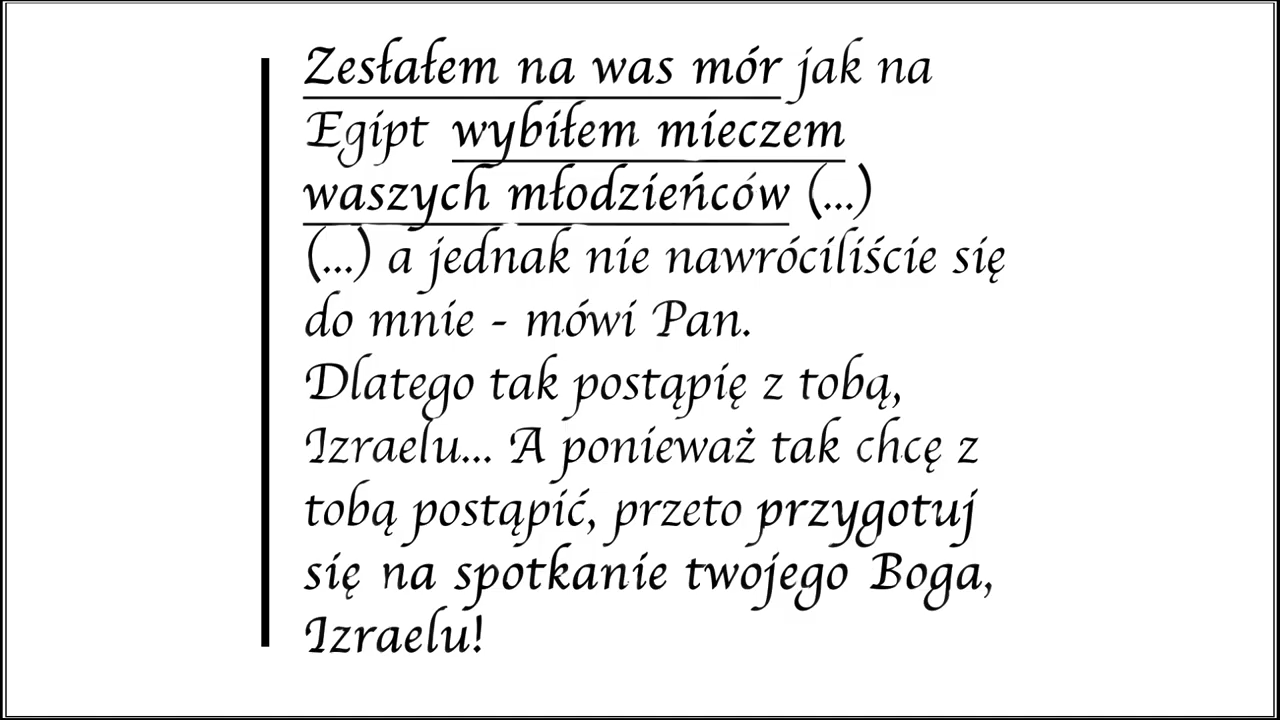 Zesłałem na was mór jak na
Egipt wybiłem mieczem
waszych młodzieńców (...)
(...) a jednak nie nawróciliście się
do mnie - mówi Pan.
Dlatego tak postąpię z tobą,
Izraelu... A ponieważ tak chcę z
tobą postąpić, przeto przygotuj
się na spotkanie twojego Boga,
Izraelu!